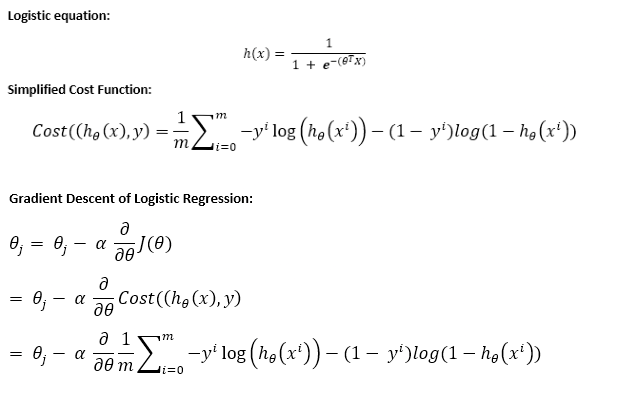 Logistic equation:
h(x) = 1 / (1 + e^{-(θ^T X)})
Simplified Cost Function:
Cost((h_θ(x), y) = 1/m ∑_{i=0}^{m} −y^i log(h_θ(x^i)) − (1 − y^i)log(1 − h_θ(x^i))
Gradient Descent of Logistic Regression:
θ_j = θ_j − α ∂/∂θ J(θ)
= θ_j − α ∂/∂θ Cost((h_θ(x), y)
= θ_j − α ∂/∂θ 1/m ∑_{i=0}^{m} −y^i log(h_θ(x^i)) − (1 − y^i)log(1 − h_θ(x^i))